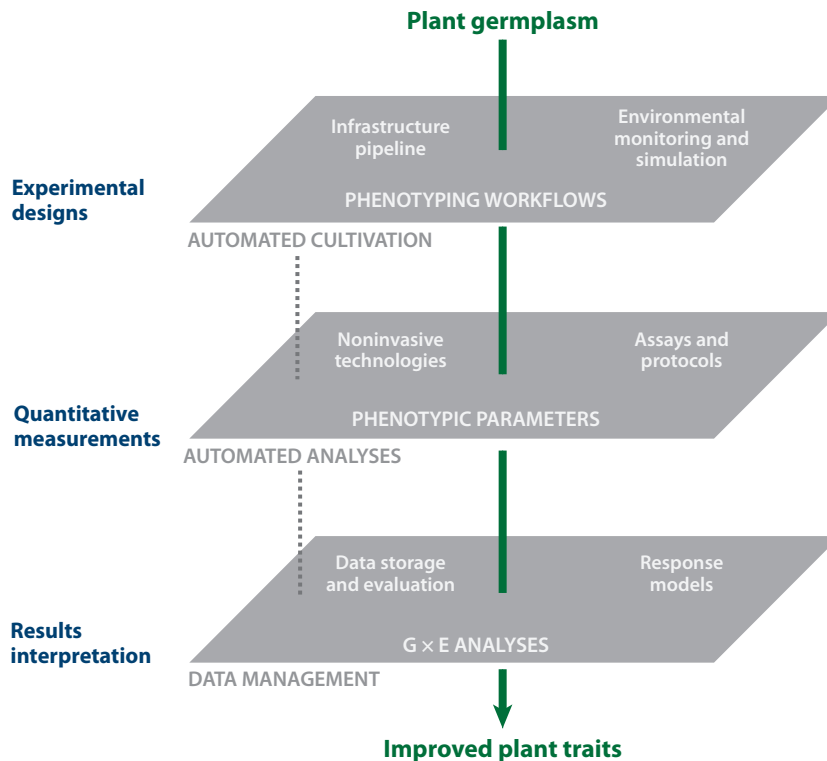 Plant germplasm
Infrastructure
pipeline
Environmental
monitoring and
simulation
Experimental
designs
PHENOTYPING WORKFLOWS
AUTOMATED CULTIVATION
Noninvasive
technologies
Assays and
protocols
Quantitative
measurements
PHENOTYPIC PARAMETERS
AUTOMATED ANALYSES
Data storage
and evaluation
Response
models
Results
interpretation
G × E ANALYSES
DATA MANAGEMENT
Improved plant traits